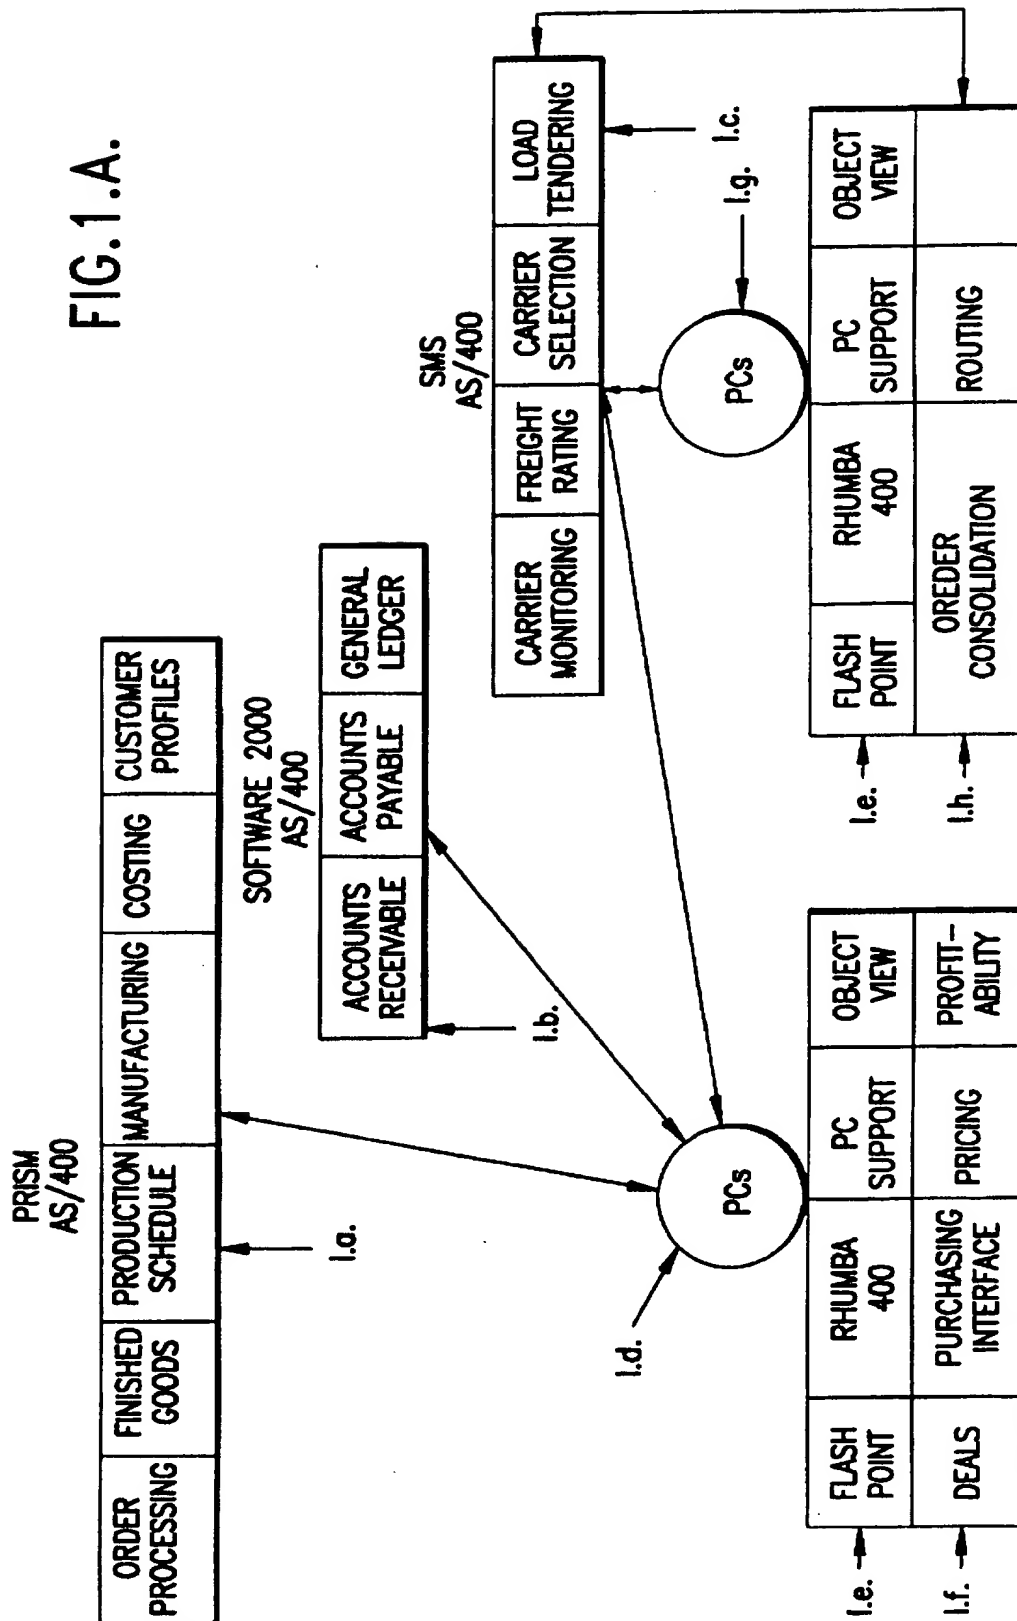 FIG.1.A.
PRISM
AS/400
ORDER
PROCESSING
FINISHED
GOODS
PRODUCTION
SCHEDULE
MANUFACTURING
COSTING
CUSTOMER
PROFILES
I.a.
SOFTWARE 2000
AS/400
ACCOUNTS
RECEIVABLE
ACCOUNTS
PAYABLE
GENERAL
LEDGER
I.b.
SMS
AS/400
CARRIER
MONITORING
FREIGHT
RATING
CARRIER
SELECTION
LOAD
TENDERING
I.c.
I.d.
PCs
PCs
I.g.
I.e.
FLASH
POINT
RHUMBA
400
PC
SUPPORT
OBJECT
VIEW
I.f.
DEALS
PURCHASING
INTERFACE
PRICING
PROFIT-
ABILITY
I.e.
FLASH
POINT
RHUMBA
400
PC
SUPPORT
OBJECT
VIEW
I.h.
OREDER
CONSOLIDATION
ROUTING